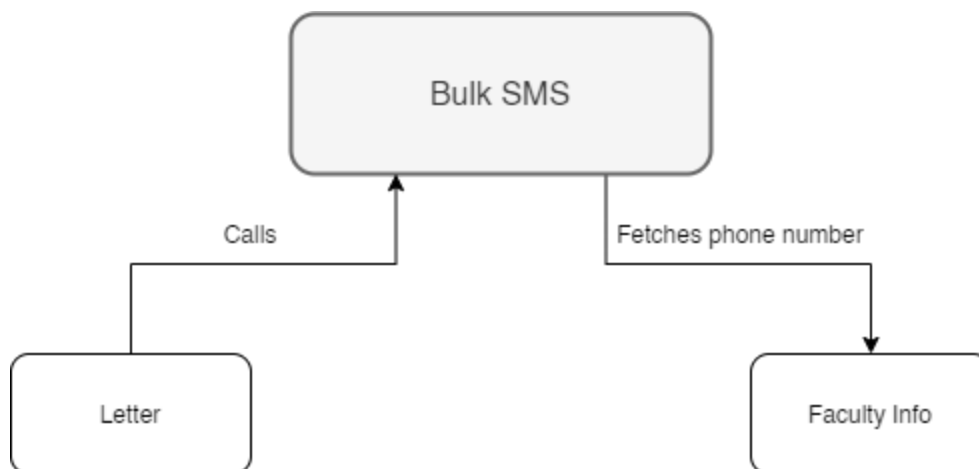 Bulk SMS
Calls
Fetches phone number
Letter
Faculty Info